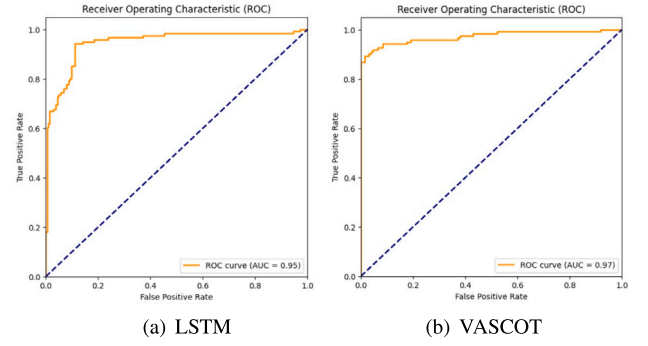 Receiver Operating Characteristic (ROC)
1.0
0.8
0.6
0.4
0.2
0.0
True Positive Rate
0.0 0.2 0.4 0.6 0.8 1.0
False Positive Rate
ROC curve (AUC = 0.95)
(a) LSTM
Receiver Operating Characteristic (ROC)
1.0
0.8
0.6
0.4
0.2
0.0
True Positive Rate
0.0 0.2 0.4 0.6 0.8 1.0
False Positive Rate
ROC curve (AUC = 0.97)
(b) VASCOT